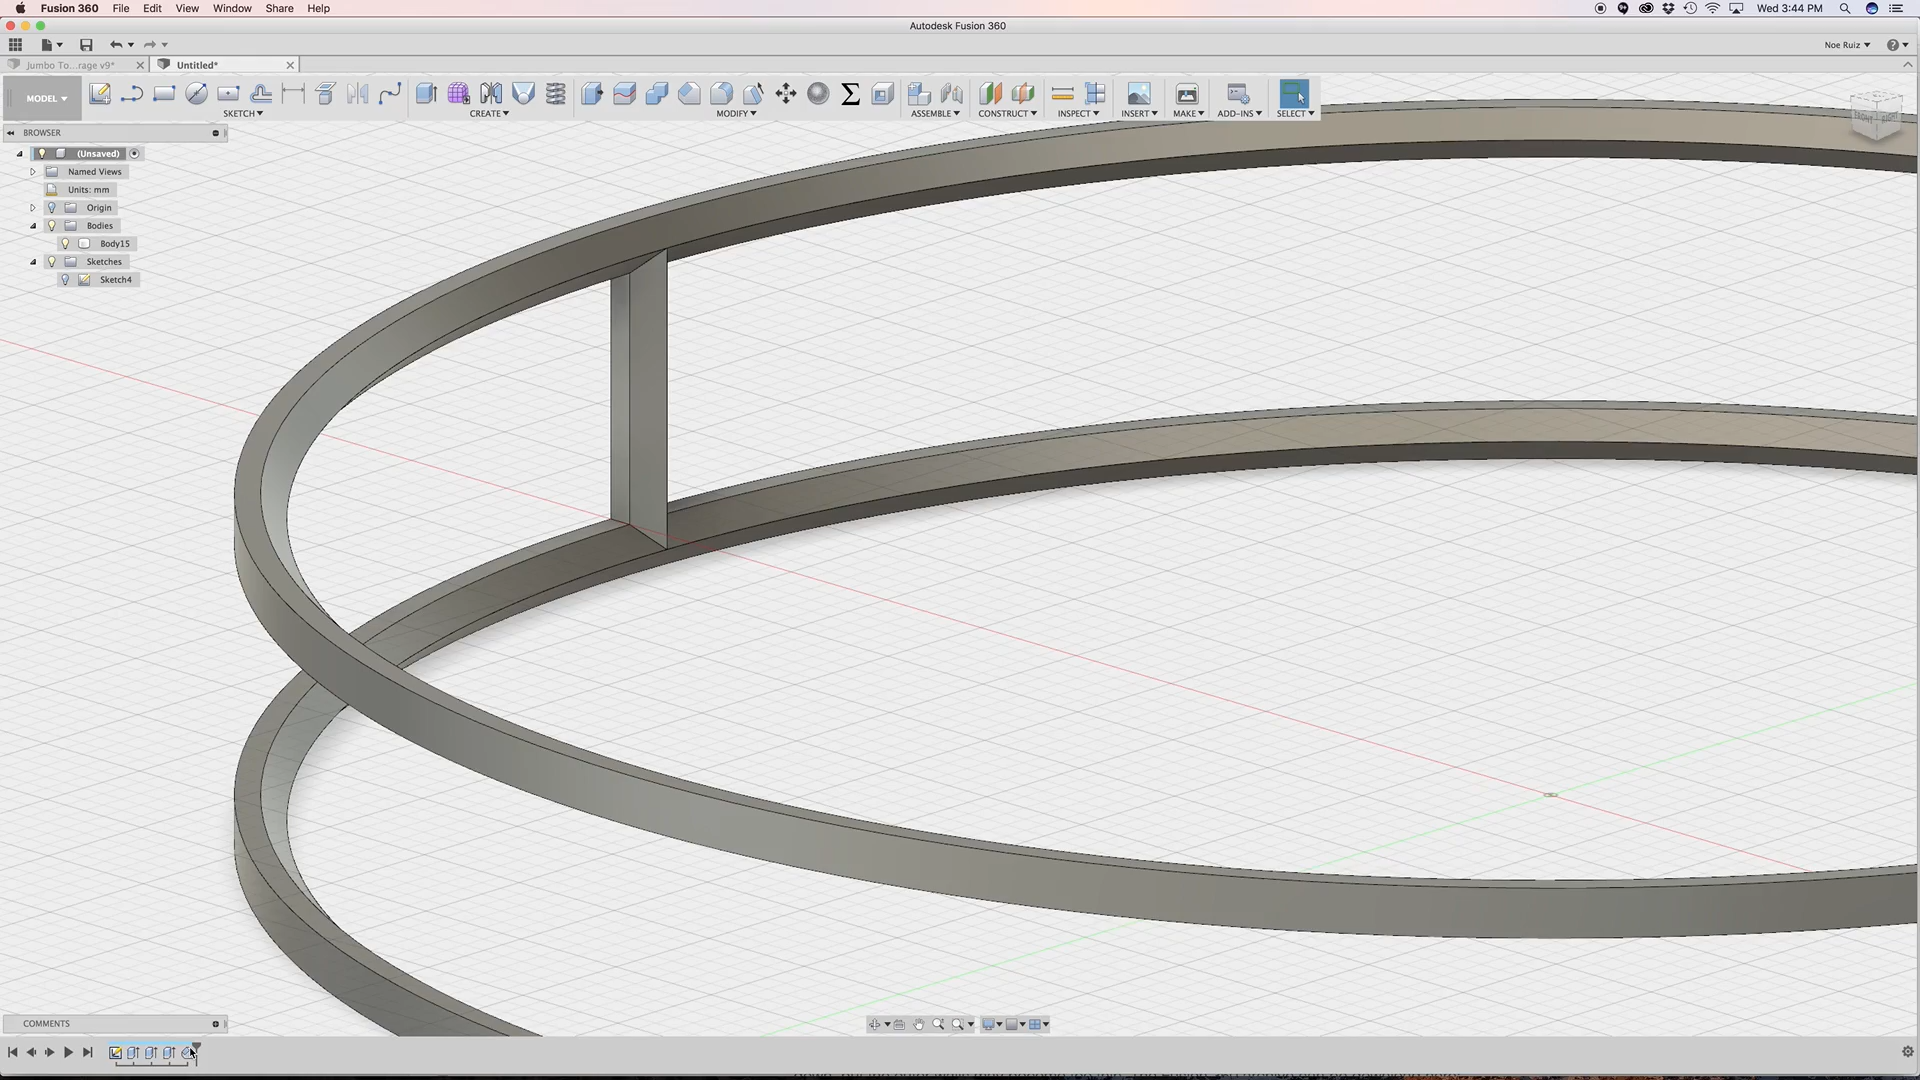 Fusion 360 File Edit View Window Share Help
Wed 3:44 PM
Autodesk Fusion 360
Noe Ruiz
Jumbo To...rage v9*
Untitled*
MODEL
SKETCH
CREATE
MODIFY
ASSEMBLE
CONSTRUCT
INSPECT
INSERT
MAKE
ADD-INS
SELECT
FRONT
RIGHT
BROWSER
(Unsaved)
Named Views
Units: mm
Origin
Bodies
Body15
Sketches
Sketch4
COMMENTS